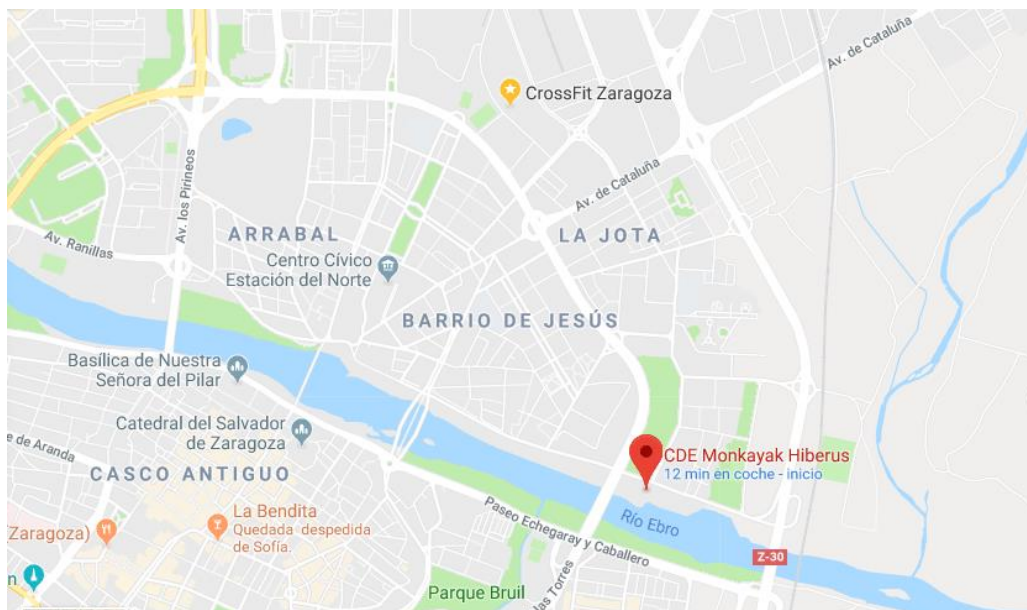 Av. de Cataluña
CrossFit Zaragoza
Av. los Pirineos
Av. de Cataluña
Av. Ranillas
ARRABAL
LA JOTA
Centro Cívico
Estación del Norte
BARRIO DE JESÚS
Basílica de Nuestra
Señora del Pilar
Catedral del Salvador
de Zaragoza
e de Aranda
CDE Monkayak Hiberus
12 min en coche - inicio
CASCO ANTIGUO
La Bendita
Quedada despedida
de Sofía.
Zaragoza)
Paseo Echegaray y Caballero
Río Ebro
Z-30
n
Parque Bruil
las Torres